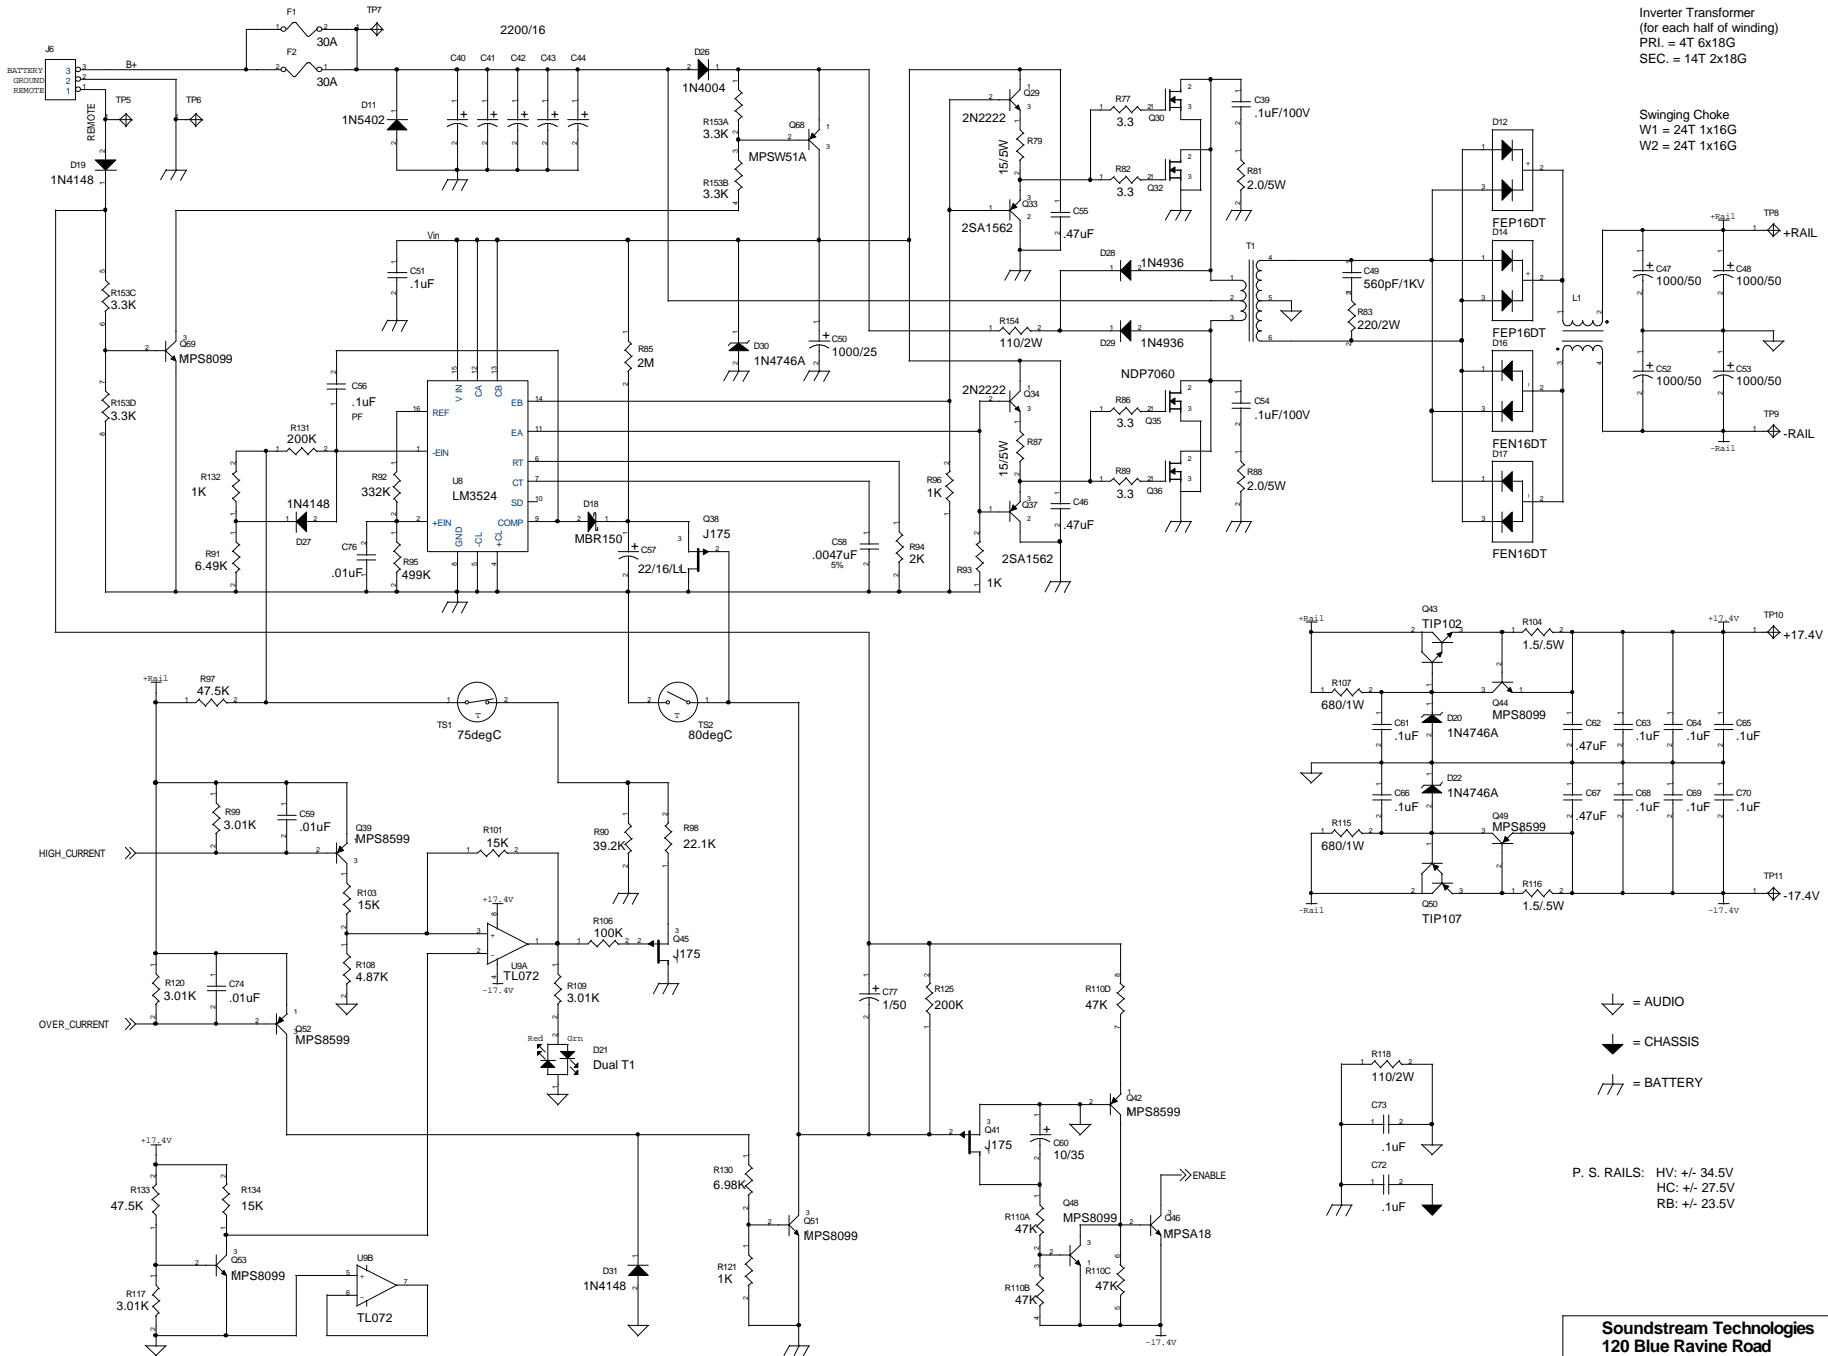 Inverter Transformer
(for each half of winding)
PRI. = 4T 6x18G
SEC. = 14T 2x18G
Swinging Choke
W1 = 24T 1x16G
W2 = 24T 1x16G
J6
BATTERY 3
GROUND 2
REMOTE 1
B+
F1
30A
F2
30A
TP7
2200/16
C40
C41
C42
C43
C44
D11
1N5402
TP5
TP6
REMOTE
D19
1N4148
D26
1N4004
R153A
3.3K
Q68
MPSW51A
R153B
3.3K
Q29
2N2222
R79
15/5W
Q33
2SA1562
C55
.47uF
R77
3.3
Q30
R82
3.3
Q32
C39
.1uF/100V
R81
2.0/5W
D12
FEP16DT
D14
FEP16DT
D16
FEN16DT
D17
FEN16DT
T1
C49
560pF/1KV
R83
220/2W
L1
+Rail
TP8
+RAIL
C47
1000/50
C48
1000/50
C52
1000/50
C53
1000/50
TP9
-RAIL
-Rail
Vin
C51
.1uF
R153C
3.3K
Q69
MPS8099
R153D
3.3K
C56
.1uF
PF
R85
2M
D30
1N4746A
C50
1000/25
D28
1N4936
R154
110/2W
D29
1N4936
NDP7060
R131
200K
R132
1K
1N4148
D27
R91
6.49K
R92
332K
C76
.01uF
R95
499K
V IN
CA
CB
REF
-EIN
+EIN
EB
EA
RT
CT
SD
COMP
GND
-CL
+CL
U8
LM3524
D18
MBR150
C57
22/16/LL
Q38
J175
C58
.0047uF
5%
R94
2K
R96
1K
R93
1K
2N2222
Q34
R87
15/5W
Q37
2SA1562
C46
.47uF
R86
3.3
Q35
R89
3.3
Q36
C54
.1uF/100V
R88
2.0/5W
+Rail
R97
47.5K
TS1
75degC
TS2
80degC
R99
3.01K
C59
.01uF
Q39
MPS8599
HIGH_CURRENT
R103
15K
R101
15K
R90
39.2K
R98
22.1K
+17.4V
U9A
TL072
-17.4V
R106
100K
Q45
J175
R108
4.87K
R120
3.01K
C74
.01uF
OVER_CURRENT
Q52
MPS8599
R109
3.01K
Red
Grn
D21
Dual T1
+17.4V
R133
47.5K
R134
15K
Q53
MPS8099
R117
3.01K
U9B
TL072
D31
1N4148
R130
6.98K
R121
1K
Q51
MPS8099
C77
1/50
R125
200K
R110D
47K
Q42
MPS8599
Q41
J175
C60
10/35
ENABLE
R110A
47K
Q48
MPS8099
Q46
MPSA18
R110B
47K
R110C
47K
-17.4V
+Rail
Q43
TIP102
R104
1.5/.5W
+17.4V
TP10
+17.4V
R107
680/1W
Q44
MPS8099
C61
.1uF
D20
1N4746A
C62
.47uF
C63
.1uF
C64
.1uF
C65
.1uF
C66
.1uF
D22
1N4746A
C67
.47uF
C68
.1uF
C69
.1uF
C70
.1uF
R115
680/1W
Q49
MPS8599
R116
1.5/.5W
-Rail
Q50
TIP107
-17.4V
TP11
-17.4V
= AUDIO
= CHASSIS
= BATTERY
R118
110/2W
C73
.1uF
C72
.1uF
P. S. RAILS: HV: +/- 34.5V
HC: +/- 27.5V
RB: +/- 23.5V
Soundstream Technologies
120 Blue Ravine Road